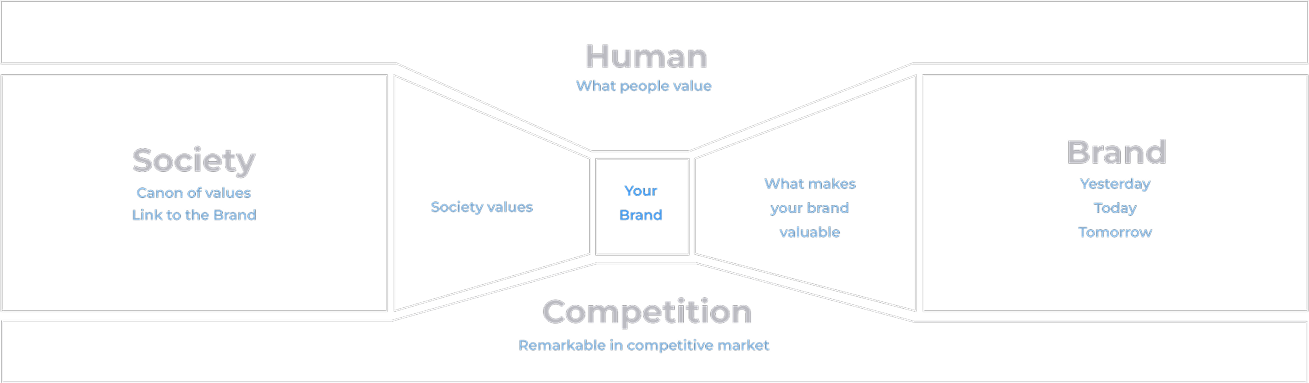 Human
What people value
Society
Canon of values
Link to the Brand
Society values
Your
Brand
What makes
your brand
valuable
Brand
Yesterday
Today
Tomorrow
Competition
Remarkable in competitive market